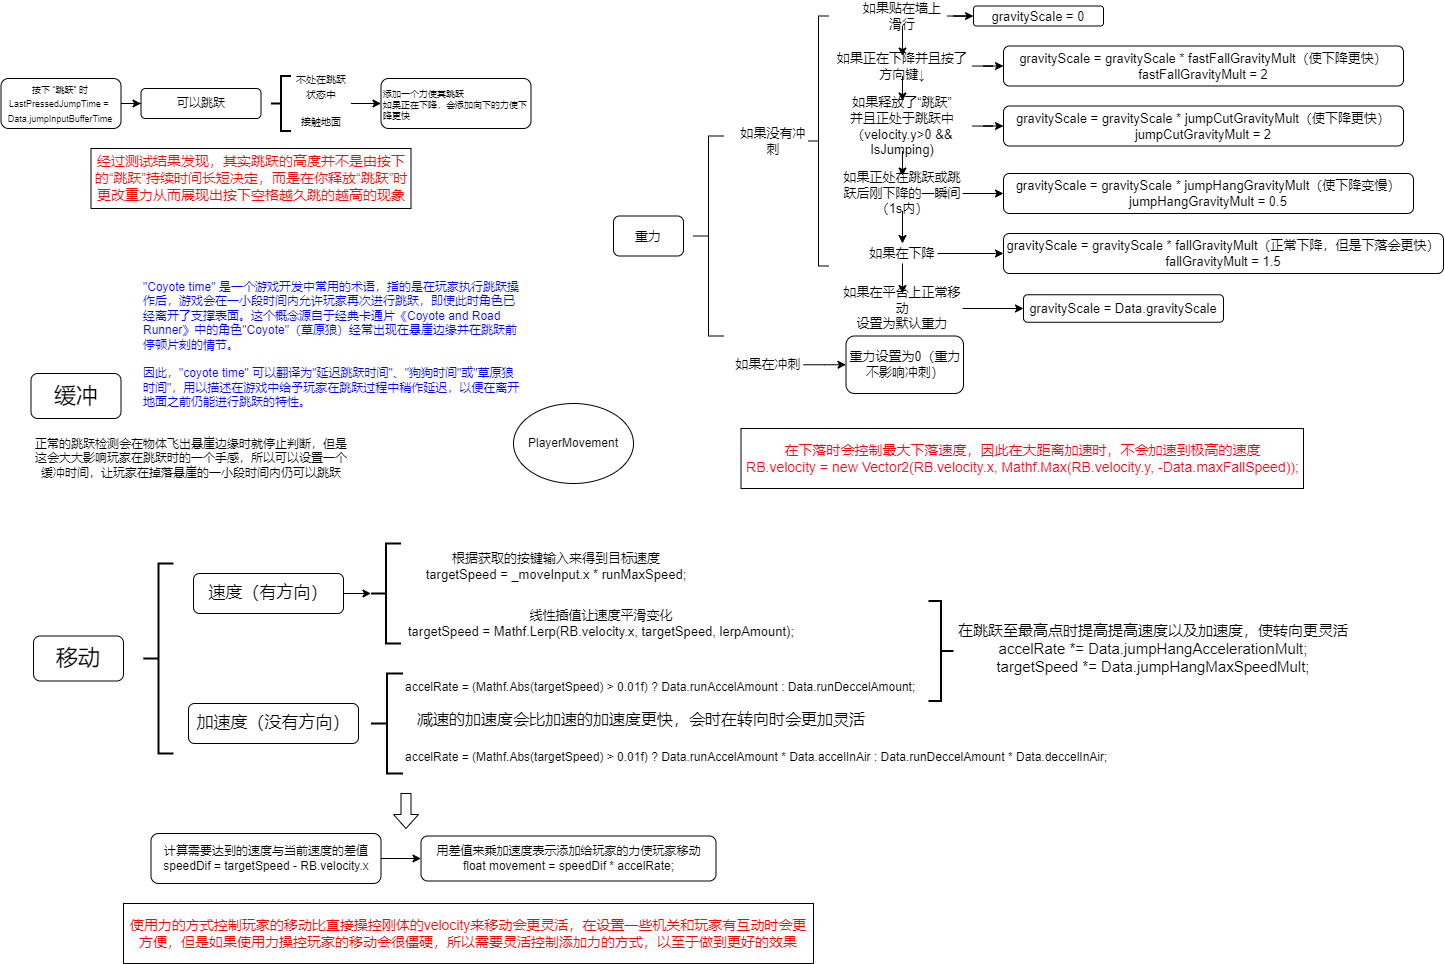 按下 “跳跃” 时
LastPressedJumpTime =
Data.jumpInputBufferTime
可以跳跃
不处在跳跃
状态中
接触地面
添加一个力使其跳跃
如果正在下降，会添加向下的力使下
降更快
经过测试结果发现，其实跳跃的高度并不是由按下
的“跳跃”持续时间长短决定，而是在你释放“跳跃”时
更改重力从而展现出按下空格越久跳的越高的现象
重力
如果没有冲
刺
如果贴在墙上
滑行
gravityScale = 0
如果正在下降并且按了
方向键↓
gravityScale = gravityScale * fastFallGravityMult（使下降更快）
fastFallGravityMult = 2
如果释放了“跳跃”
并且正处于跳跃中
（velocity.y>0 &&
IsJumping)
gravityScale = gravityScale * jumpCutGravityMult（使下降更快）
jumpCutGravityMult = 2
如果正处在跳跃或跳
跃后刚下降的一瞬间
（1s内）
gravityScale = gravityScale * jumpHangGravityMult（使下降变慢）
jumpHangGravityMult = 0.5
如果在下降
gravityScale = gravityScale * fallGravityMult（正常下降，但是下落会更快）
fallGravityMult = 1.5
如果在平台上正常移
动
设置为默认重力
gravityScale = Data.gravityScale
如果在冲刺
重力设置为0（重力
不影响冲刺）
"Coyote time" 是一个游戏开发中常用的术语，指的是在玩家执行跳跃操
作后，游戏会在一小段时间内允许玩家再次进行跳跃，即使此时角色已
经离开了支撑表面。这个概念源自于经典卡通片《Coyote and Road
Runner》中的角色"Coyote"（草原狼）经常出现在悬崖边缘并在跳跃前
停顿片刻的情节。
因此，"coyote time" 可以翻译为"延迟跳跃时间"、"狗狗时间"或"草原狼
时间"，用以描述在游戏中给予玩家在跳跃过程中稍作延迟，以便在离开
地面之前仍能进行跳跃的特性。
缓冲
正常的跳跃检测会在物体飞出悬崖边缘时就停止判断，但是
这会大大影响玩家在跳跃时的一个手感，所以可以设置一个
缓冲时间，让玩家在掉落悬崖的一小段时间内仍可以跳跃
PlayerMovement
在下落时会控制最大下落速度，因此在大距离加速时，不会加速到极高的速度
RB.velocity = new Vector2(RB.velocity.x, Mathf.Max(RB.velocity.y, -Data.maxFallSpeed));
移动
速度（有方向）
根据获取的按键输入来得到目标速度
targetSpeed = _moveInput.x * runMaxSpeed;
线性插值让速度平滑变化
targetSpeed = Mathf.Lerp(RB.velocity.x, targetSpeed, lerpAmount);
加速度（没有方向）
accelRate = (Mathf.Abs(targetSpeed) > 0.01f) ? Data.runAccelAmount : Data.runDeccelAmount;
减速的加速度会比加速的加速度更快，会时在转向时会更加灵活
accelRate = (Mathf.Abs(targetSpeed) > 0.01f) ? Data.runAccelAmount * Data.accelInAir : Data.runDeccelAmount * Data.deccelInAir;
在跳跃至最高点时提高提高速度以及加速度，使转向更灵活
accelRate *= Data.jumpHangAccelerationMult;
targetSpeed *= Data.jumpHangMaxSpeedMult;
计算需要达到的速度与当前速度的差值
speedDif = targetSpeed - RB.velocity.x
用差值来乘加速度表示添加给玩家的力使玩家移动
float movement = speedDif * accelRate;
使用力的方式控制玩家的移动比直接操控刚体的velocity来移动会更灵活，在设置一些机关和玩家有互动时会更
方便，但是如果使用力操控玩家的移动会很僵硬，所以需要灵活控制添加力的方式，以至于做到更好的效果